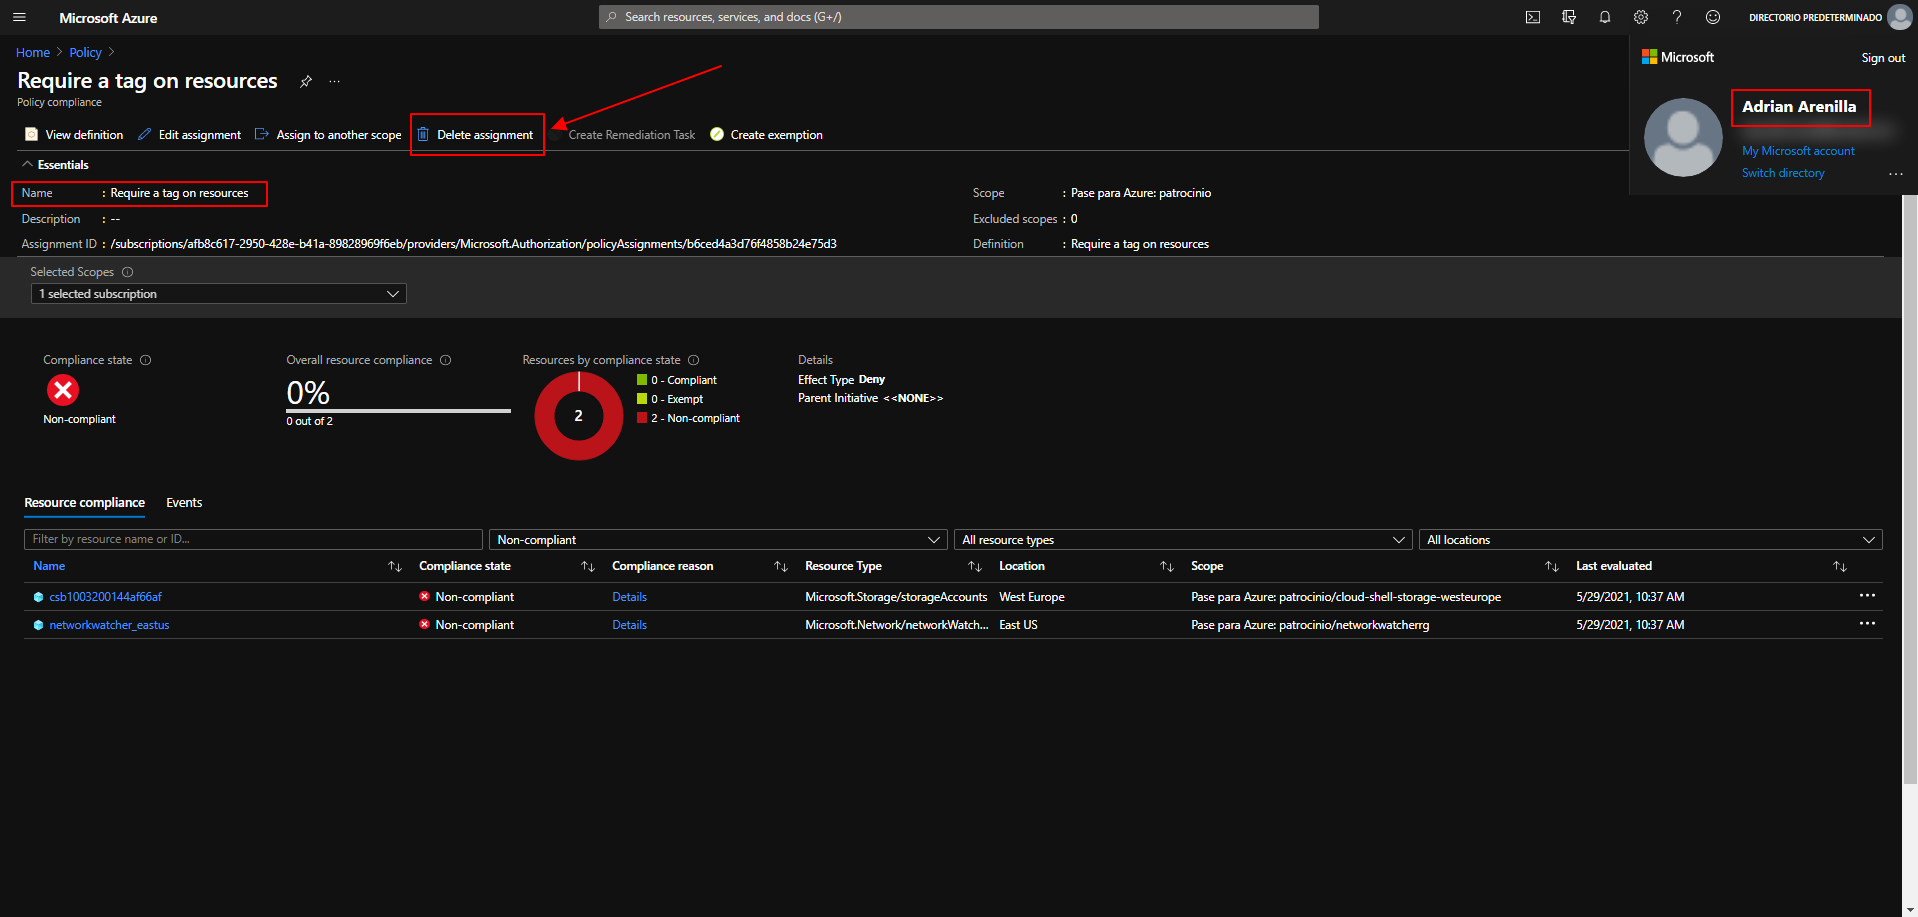 Microsoft Azure
Search resources, services, and docs (G+/)
DIRECTORIO PREDETERMINADO
Home > Policy >
Microsoft
Sign out
Require a tag on resources
Policy compliance
Adrian Arenilla
My Microsoft account
Switch directory
View definition
Edit assignment
Assign to another scope
Delete assignment
Create Remediation Task
Create exemption
Essentials
Name : Require a tag on resources
Scope : Pase para Azure: patrocinio
Description : --
Excluded scopes : 0
Assignment ID : /subscriptions/afb8c617-2950-428e-b41a-89828969f6eb/providers/Microsoft.Authorization/policyAssignments/b6ced4a3d76f4858b24e75d3
Definition : Require a tag on resources
Selected Scopes
1 selected subscription
Compliance state
Non-compliant
Overall resource compliance
0%
0 out of 2
Resources by compliance state
2
0 - Compliant
0 - Exempt
2 - Non-compliant
Details
Effect Type Deny
Parent Initiative <<NONE>>
Resource compliance
Events
Filter by resource name or ID...
Non-compliant
All resource types
All locations
Name Compliance state Compliance reason Resource Type Location Scope Last evaluated
csb1003200144af66af Non-compliant Details Microsoft.Storage/storageAccounts West Europe Pase para Azure: patrocinio/cloud-shell-storage-westeurope 5/29/2021, 10:37 AM
networkwatcher_eastus Non-compliant Details Microsoft.Network/networkWatch... East US Pase para Azure: patrocinio/networkwatcherrg 5/29/2021, 10:37 AM